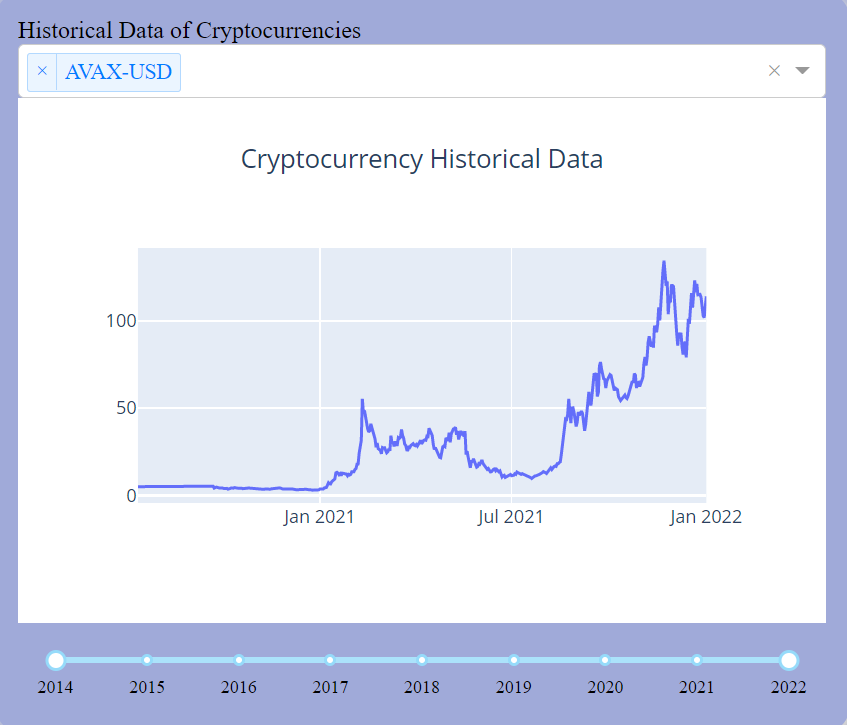 Historical Data of Cryptocurrencies
× AVAX-USD ×
Cryptocurrency Historical Data
100
50
0
Jan 2021 Jul 2021 Jan 2022
2014 2015 2016 2017 2018 2019 2020 2021 2022